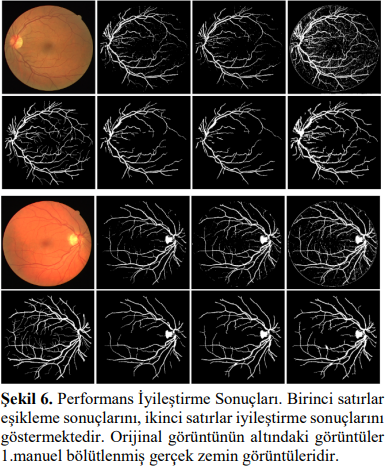 Şekil 6. Performans İyileştirme Sonuçları. Birinci satırlar
eşikleme sonuçlarını, ikinci satırlar iyileştirme sonuçlarını
göstermektedir. Orijinal görüntünün altındaki görüntüler
1.manuel bölütlenmiş gerçek zemin görüntüleridir.